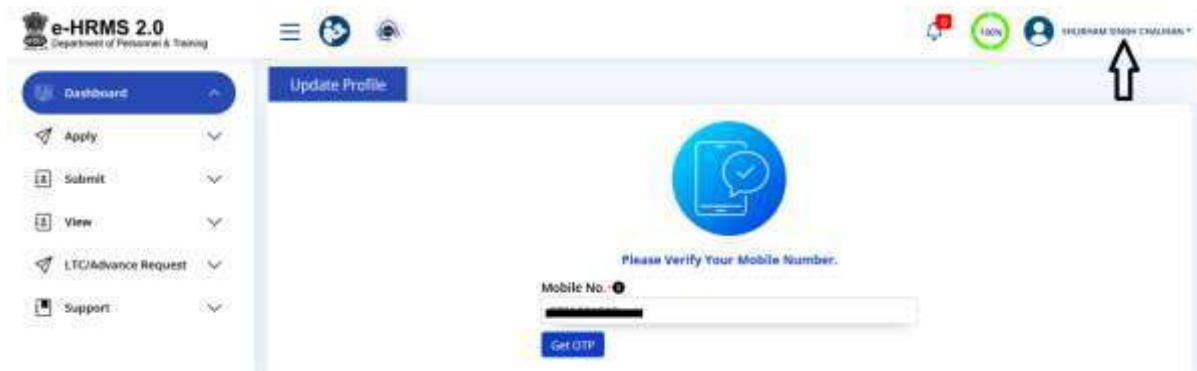 e-HRMS 2.0
Department of Personnel & Training
0
100%
SHUBHAM SINGH CHAUHAN
Dashboard
Update Profile
Apply
Submit
View
LTC/Advance Request
Support
Please Verify Your Mobile Number.
Mobile No.
Get OTP